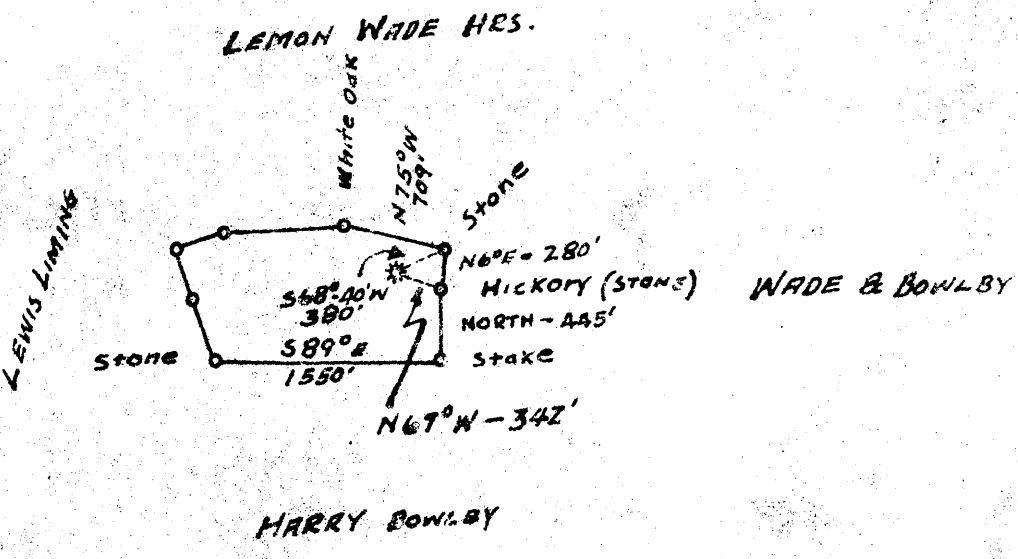 LEMON WADE HRS.
White Oak
N75°W
709'
Stone
LEWIS LIMING
N6°E - 280'
HICKORY (STONE)
WADE & BOWLBY
S68°-40'W
380'
NORTH - 445'
Stone
S89°E
1550'
Stake
N67°W - 342'
HARRY BOWLBY